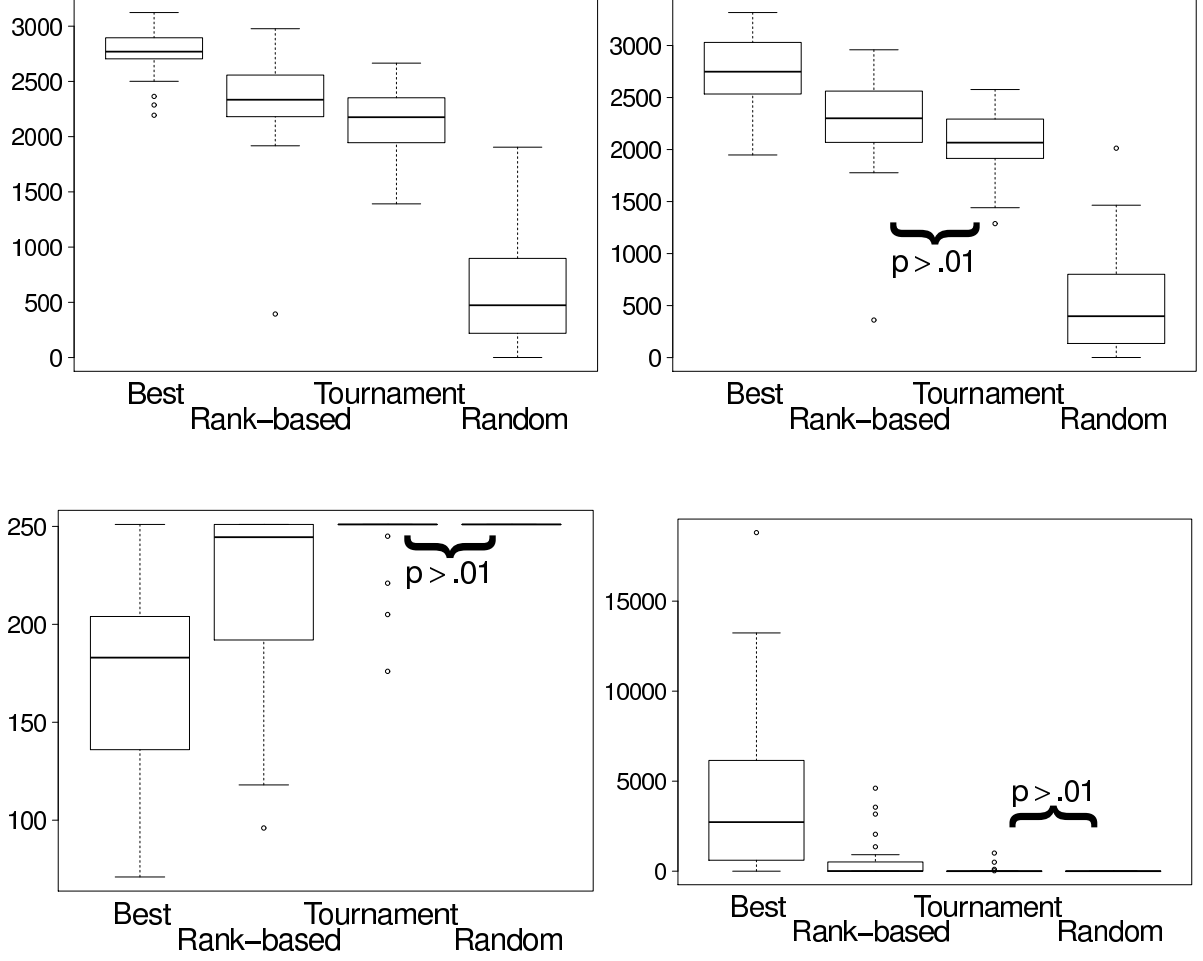 3000
2500
2000
1500
1000
500
0
Best
Rank−based
Tournament
Random
3000
2500
2000
1500
1000
500
0
p > .01
Best
Rank−based
Tournament
Random
250
200
150
100
p > .01
Best
Rank−based
Tournament
Random
15000
10000
5000
0
p > .01
Best
Rank−based
Tournament
Random